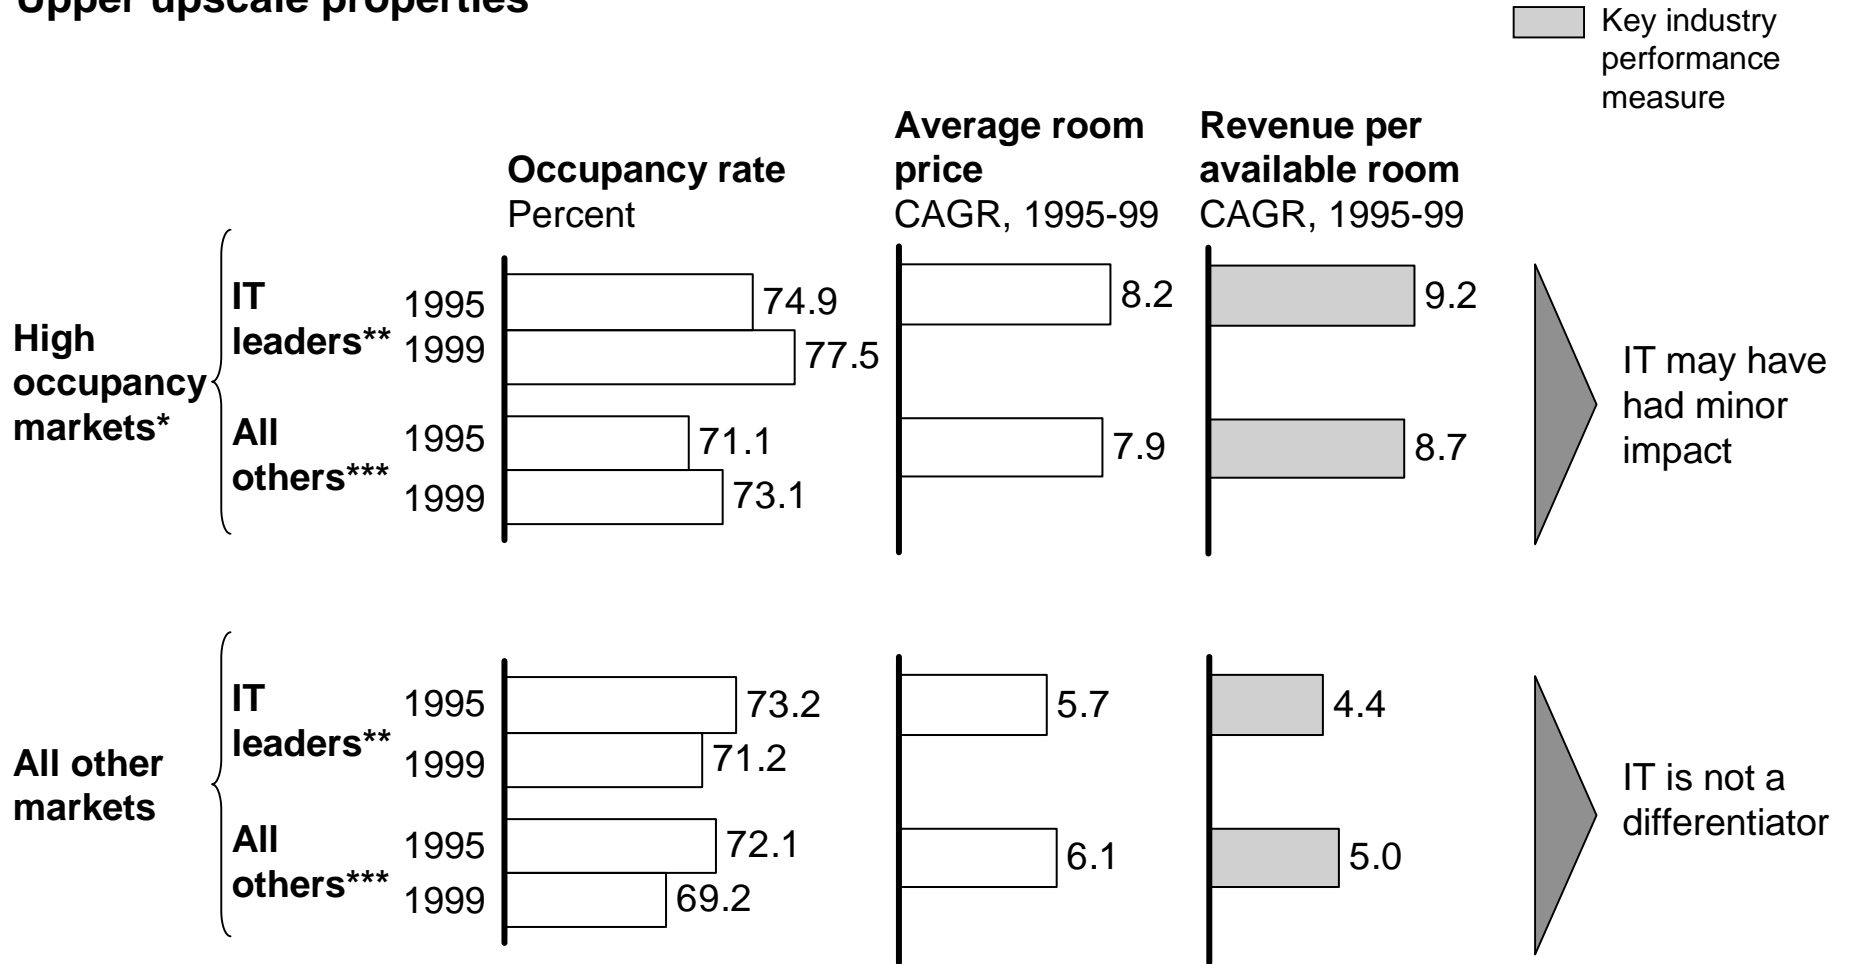 Upper upscale properties
Key industry
performance
measure
Occupancy rate
Percent
Average room
price
CAGR, 1995-99
Revenue per
available room
CAGR, 1995-99
High
occupancy
markets*
IT
leaders**
1995
74.9
1999
77.5
8.2
9.2
All
others***
1995
71.1
1999
73.1
7.9
8.7
IT may have
had minor
impact
All other
markets
IT
leaders**
1995
73.2
1999
71.2
5.7
4.4
All
others***
1995
72.1
1999
69.2
6.1
5.0
IT is not a
differentiator